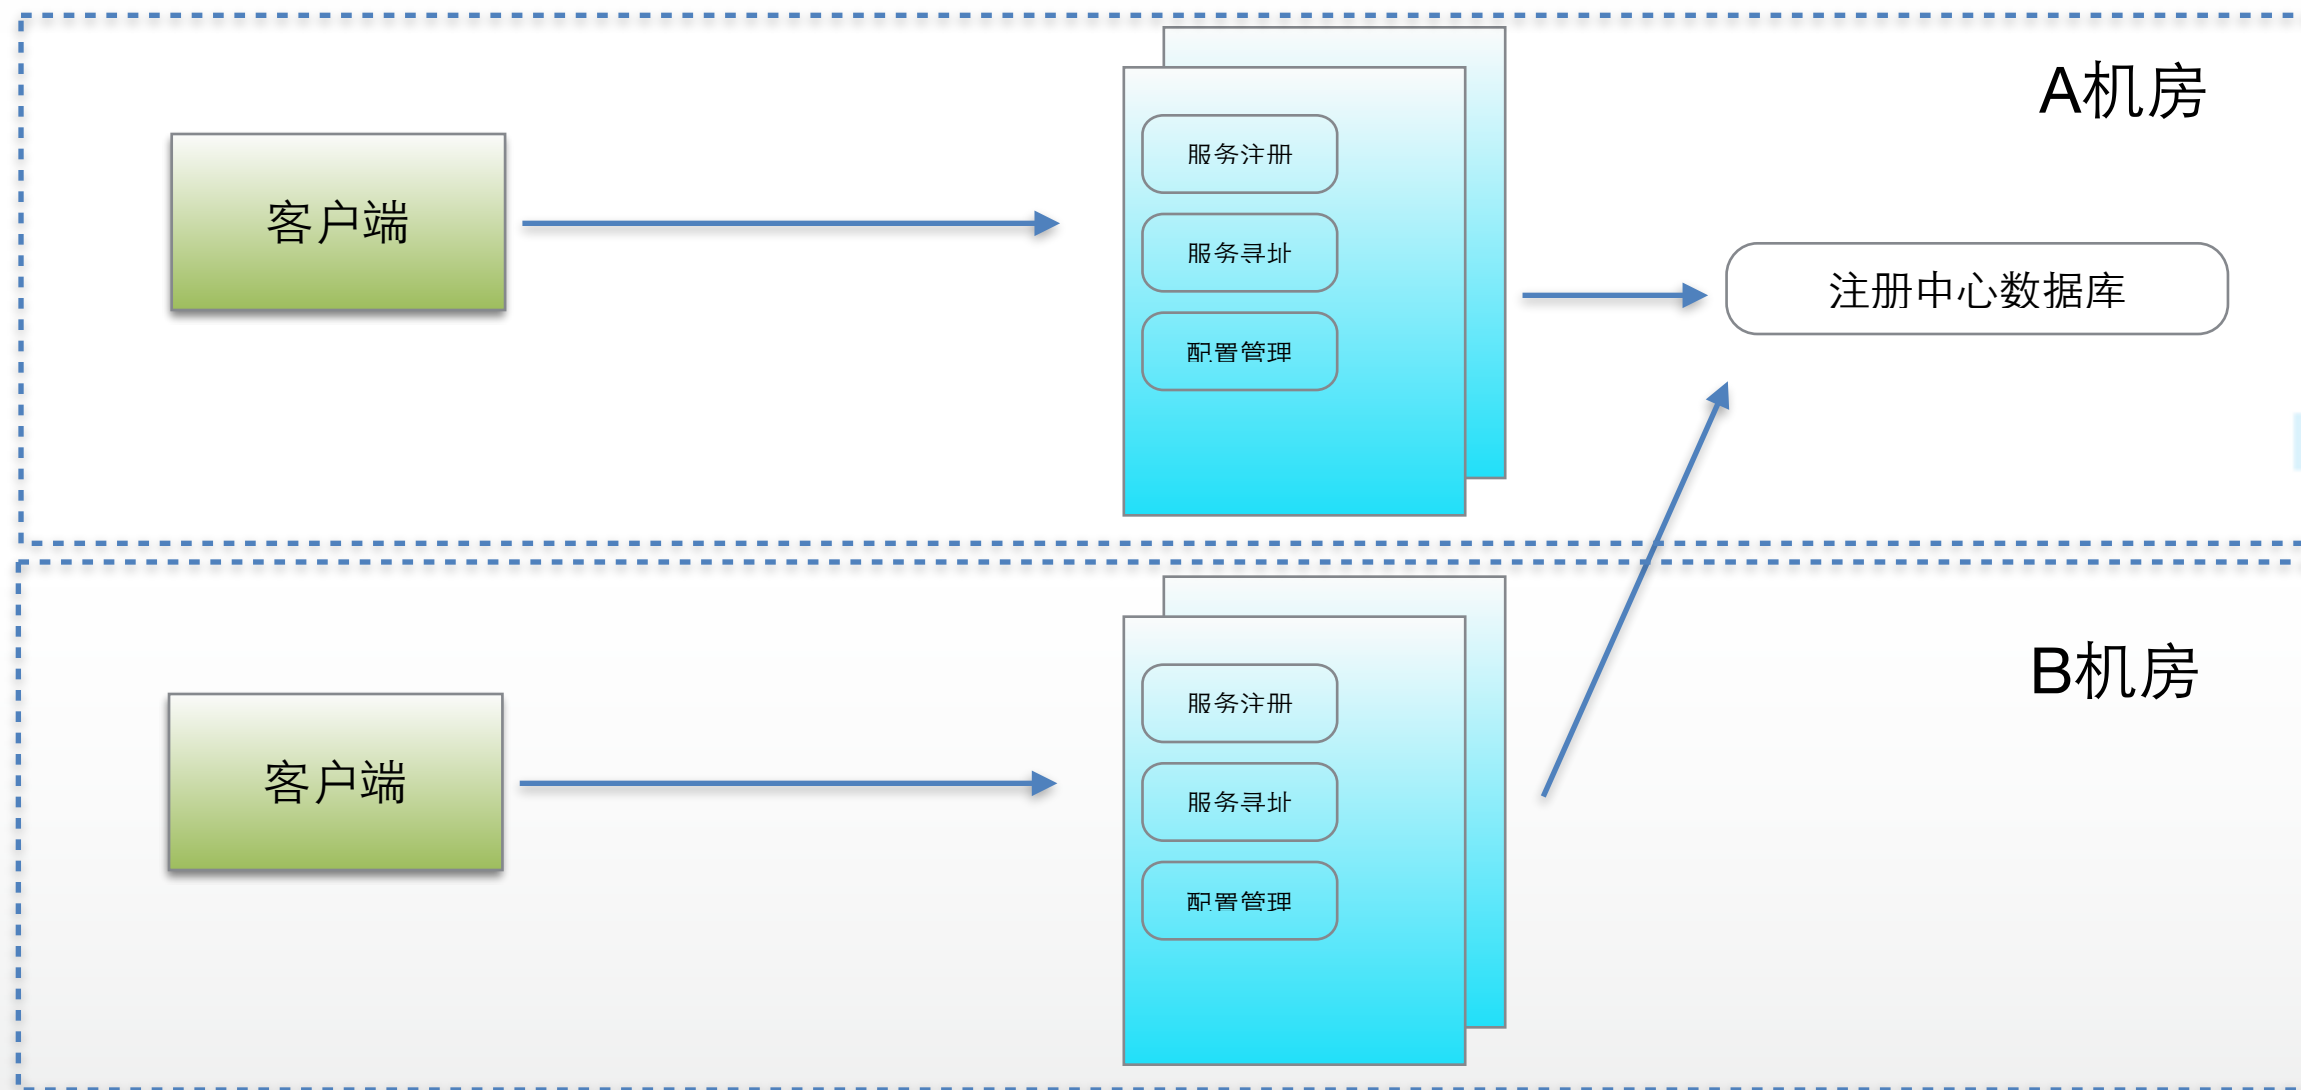 A机房
客户端
服务注册
服务寻址
配置管理
注册中心数据库
B机房
客户端
服务注册
服务寻址
配置管理